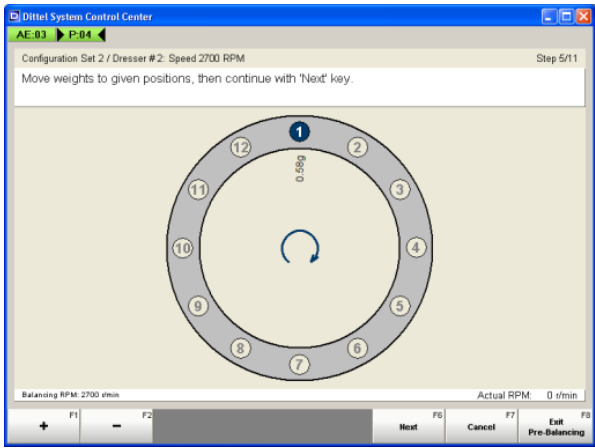 Dittel System Control Center
AE:03 P:04
Configuration Set 2 / Dresser # 2: Speed 2700 RPM Step 5/11
Move weights to given positions, then continue with 'Next' key.
1
12 2
0.58g
11 3
10 4
9 5
8 6
7
Balancing RPM: 2700 r/min Actual RPM: 0 r/min
F1 F2 F6 F7 F8
+ - Next Cancel Exit
Pre-Balancing